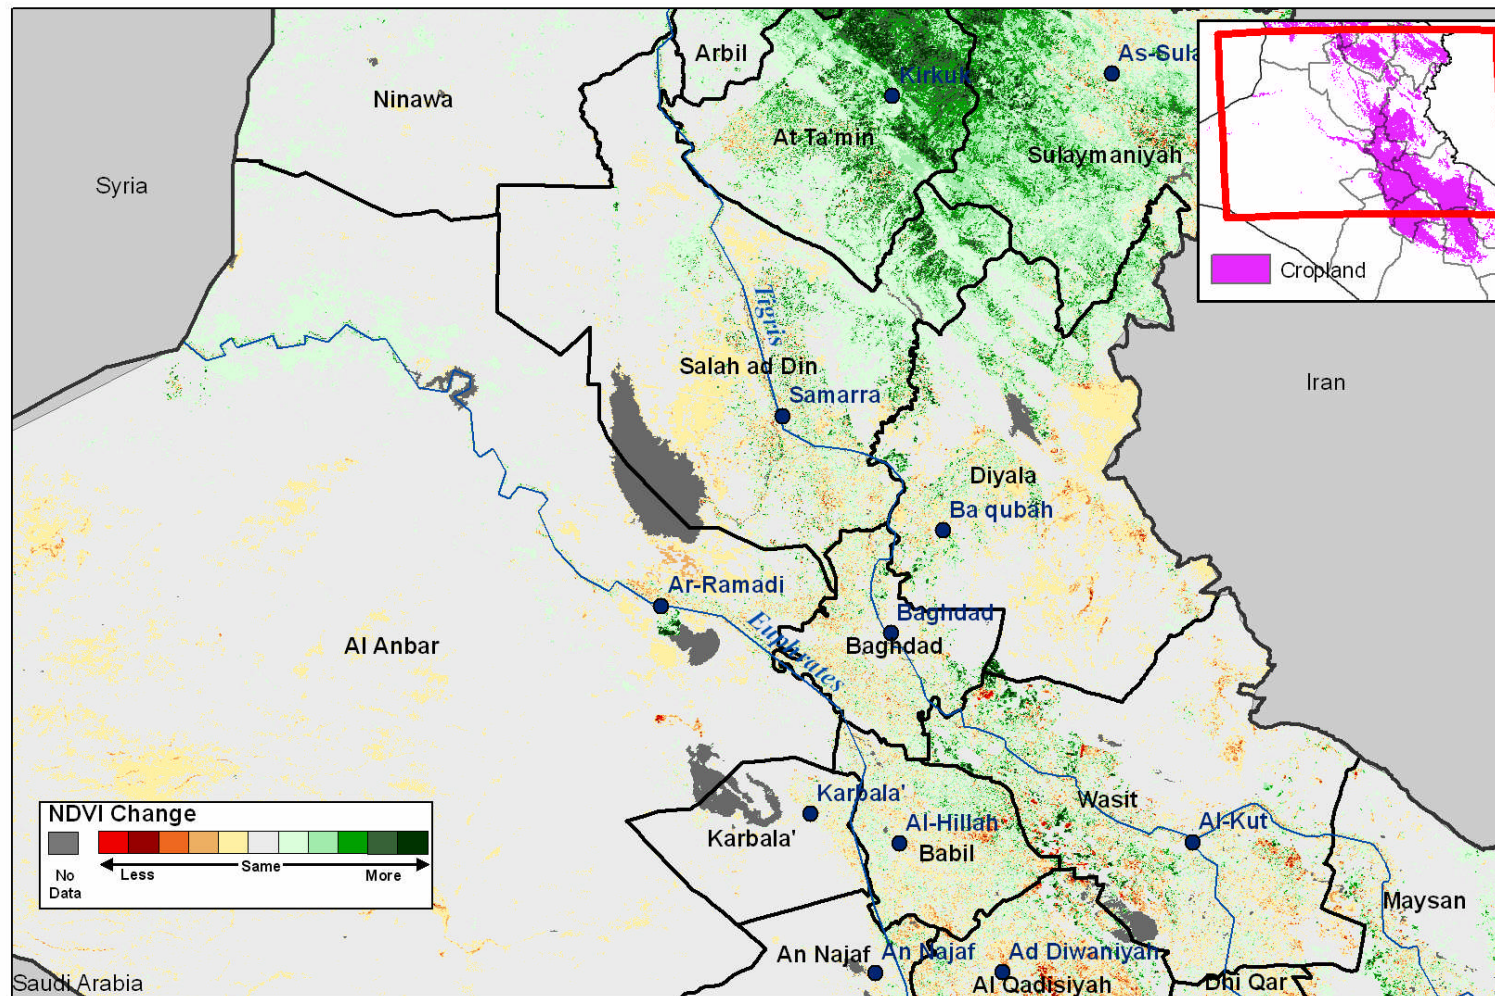 Arbil
As-Sula
Kirkuk
Ninawa
At Ta'min
Sulaymaniyah
Syria
Cropland
Tigris
Salah ad Din
Samarra
Iran
Diyala
Ba qubah
Ar-Ramadi
Euphrates
Baghdad
Baghdad
Al Anbar
Karbala'
Karbala'
Al-Hillah
Babil
Wasit
Al-Kut
NDVI Change
No
Data
Less
Same
More
Maysan
An Najaf
An Najaf
Ad Diwaniyah
Al Qadisiyah
Dhi Qar
Saudi Arabia